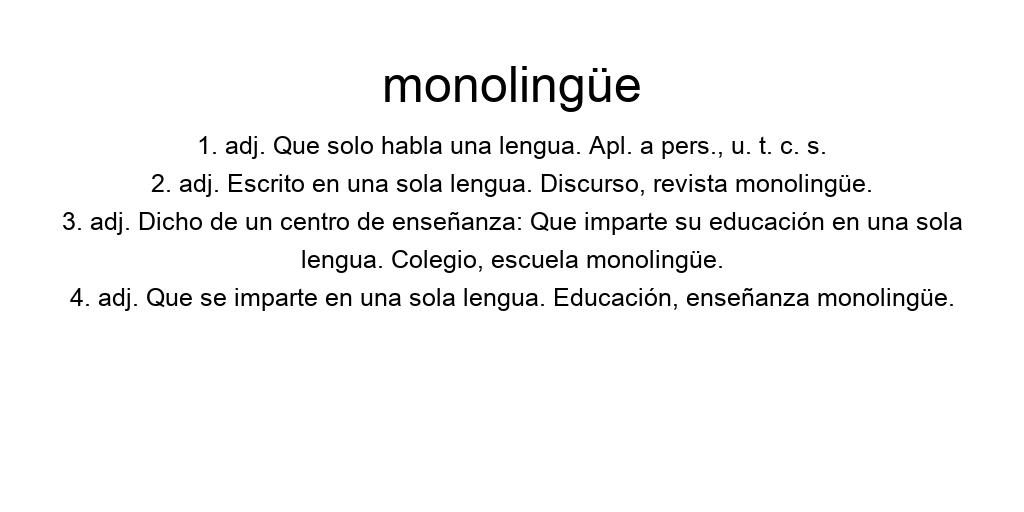 monolingüe
1. adj. Que solo habla una lengua. Apl. a pers., u. t. c. s.
2. adj. Escrito en una sola lengua. Discurso, revista monolingüe.
3. adj. Dicho de un centro de enseñanza: Que imparte su educación en una sola
lengua. Colegio, escuela monolingüe.
4. adj. Que se imparte en una sola lengua. Educación, enseñanza monolingüe.